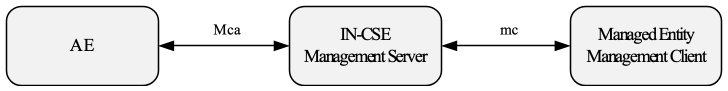 AE
Mca
IN-CSE
Management Server
mc
Managed Entity
Management Client